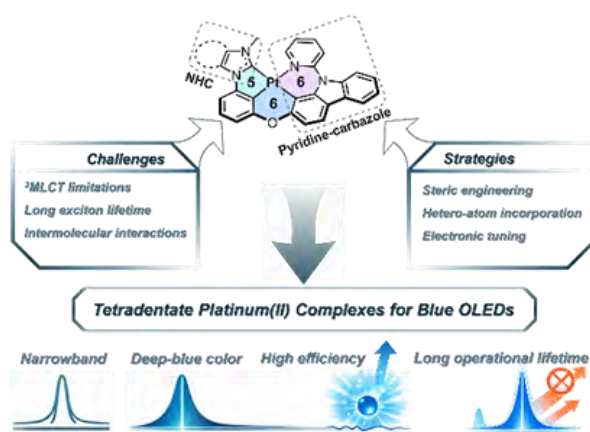 NHC
N
N
5
Pt
N
6
N
6
O
Pyridine-carbazole
Challenges
³MLCT limitations
Long exciton lifetime
Intermolecular interactions
Strategies
Steric engineering
Hetero-atom incorporation
Electronic tuning
Tetradentate Platinum(II) Complexes for Blue OLEDs
Narrowband
Deep-blue color
High efficiency
Long operational lifetime